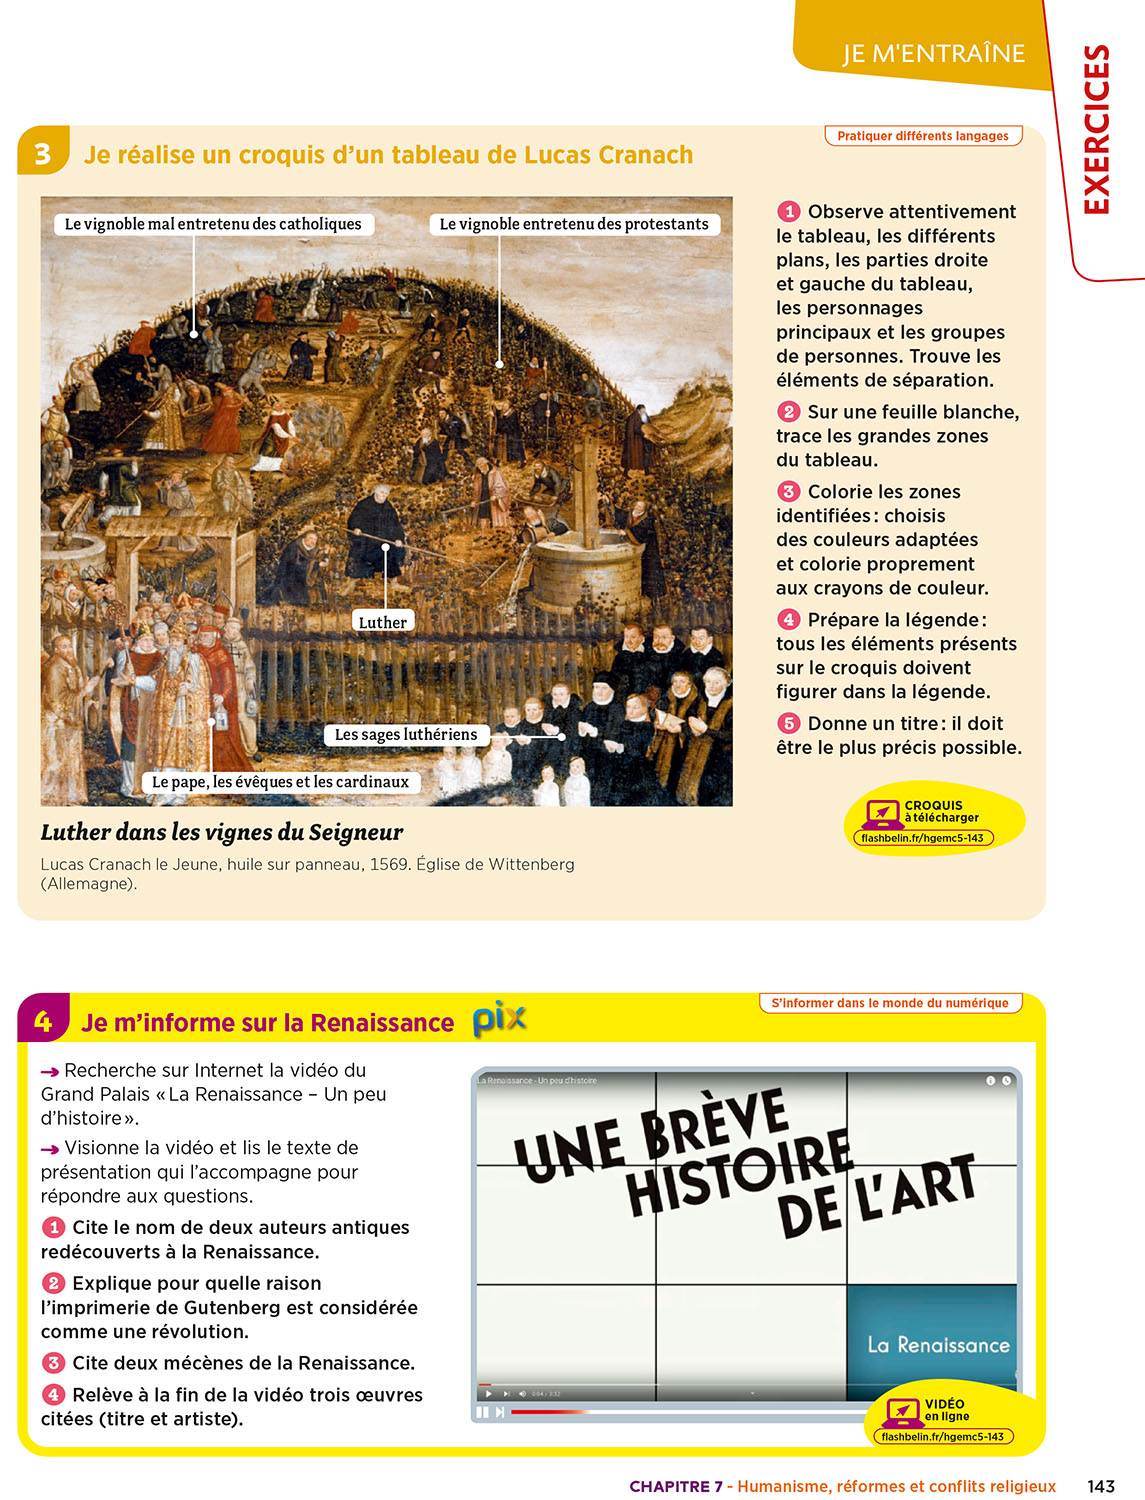 JE M'ENTRAÎNE
EXERCICES
3 Je réalise un croquis d'un tableau de Lucas Cranach
Pratiquer différents langages
Le vignoble mal entretenu des catholiques
Le vignoble entretenu des protestants
Luther
Les sages luthériens
Le pape, les évêques et les cardinaux
Luther dans les vignes du Seigneur
Lucas Cranach le Jeune, huile sur panneau, 1569. Église de Wittenberg
(Allemagne).
1 Observe attentivement
le tableau, les différents
plans, les parties droite
et gauche du tableau,
les personnages
principaux et les groupes
de personnes. Trouve les
éléments de séparation.
2 Sur une feuille blanche,
trace les grandes zones
du tableau.
3 Colorie les zones
identifiées : choisis
des couleurs adaptées
et colorie proprement
aux crayons de couleur.
4 Prépare la légende :
tous les éléments présents
sur le croquis doivent
figurer dans la légende.
5 Donne un titre : il doit
être le plus précis possible.
CROQUIS
à télécharger
flashbelin.fr/hgemc5-143
4 Je m'informe sur la Renaissance pix
S'informer dans le monde du numérique
→ Recherche sur Internet la vidéo du
Grand Palais « La Renaissance – Un peu
d'histoire ».
→ Visionne la vidéo et lis le texte de
présentation qui l'accompagne pour
répondre aux questions.
1 Cite le nom de deux auteurs antiques
redécouverts à la Renaissance.
2 Explique pour quelle raison
l'imprimerie de Gutenberg est considérée
comme une révolution.
3 Cite deux mécènes de la Renaissance.
4 Relève à la fin de la vidéo trois œuvres
citées (titre et artiste).
La Renaissance - Un peu d'histoire
UNE BRÈVE
HISTOIRE
DE L'ART
La Renaissance
0:04 / 3:32
VIDÉO
en ligne
flashbelin.fr/hgemc5-143
CHAPITRE 7 - Humanisme, réformes et conflits religieux 143